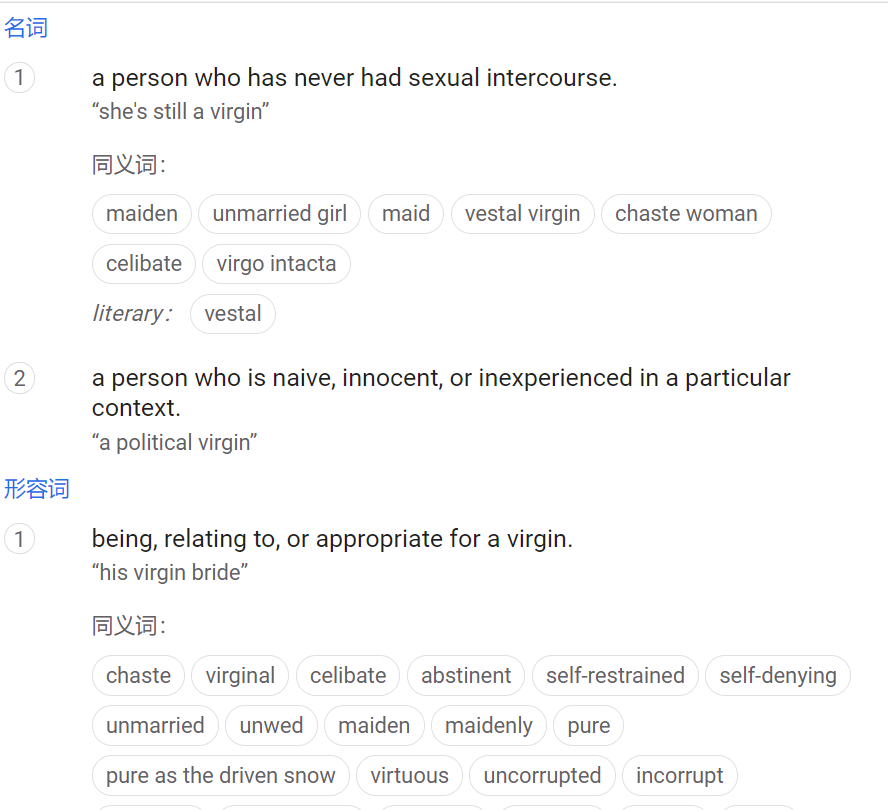 名词
1 a person who has never had sexual intercourse.
“she's still a virgin”
同义词：
maiden unmarried girl maid vestal virgin chaste woman
celibate virgo intacta
literary： vestal
2 a person who is naive, innocent, or inexperienced in a particular
context.
“a political virgin”
形容词
1 being, relating to, or appropriate for a virgin.
“his virgin bride”
同义词：
chaste virginal celibate abstinent self-restrained self-denying
unmarried unwed maiden maidenly pure
pure as the driven snow virtuous uncorrupted incorrupt